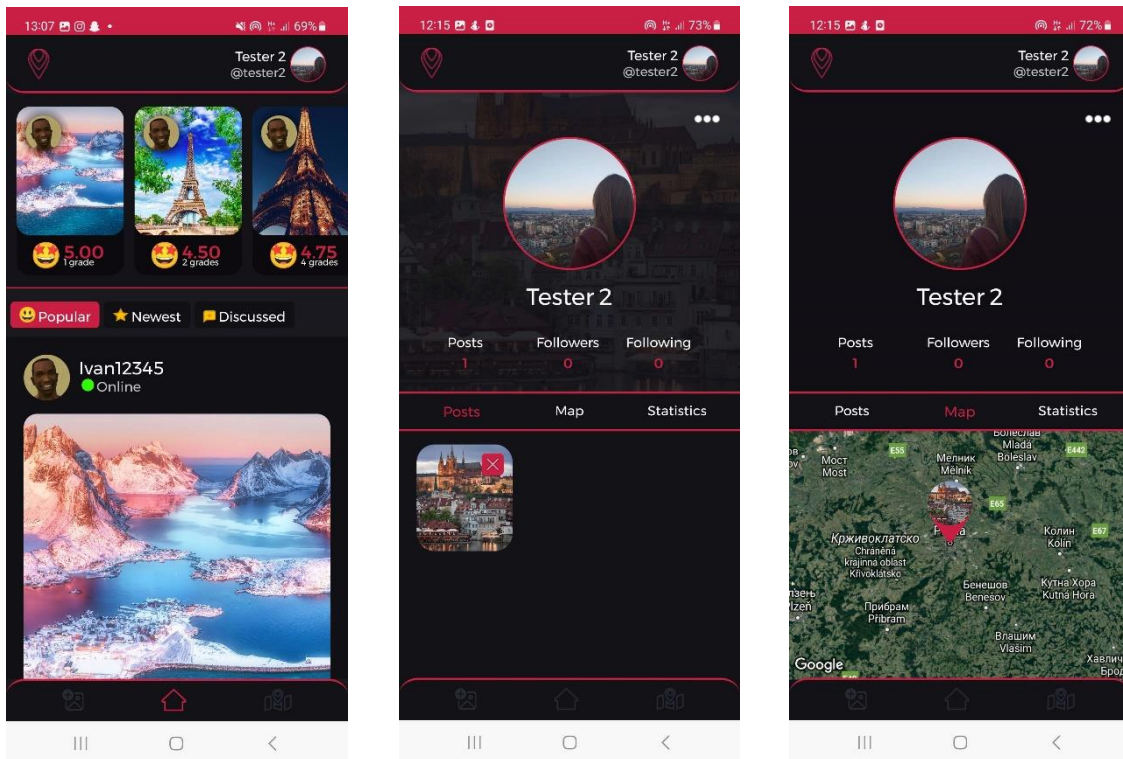 13:07
69%
Tester 2
@tester2
5.00
1 grade
4.50
2 grades
4.75
4 grades
Popular
Newest
Discussed
Ivan12345
Online
12:15
73%
Tester 2
@tester2
Tester 2
Posts
Followers
Following
1
0
0
Posts
Map
Statistics
12:15
72%
Tester 2
@tester2
Tester 2
Posts
Followers
Following
1
0
0
Posts
Map
Statistics
Болеслав
Mladá
Boleslav
E55
E442
Мост
Most
Мелник
Mělník
E65
Колин
Kolín
E67
Крживоклатско
Chráněná
krajinná oblast
Křivoklátsko
Бенешов
Benešov
Кутна Хора
Kutná Hora
Прибрам
Příbram
Влашим
Vlašim
Google